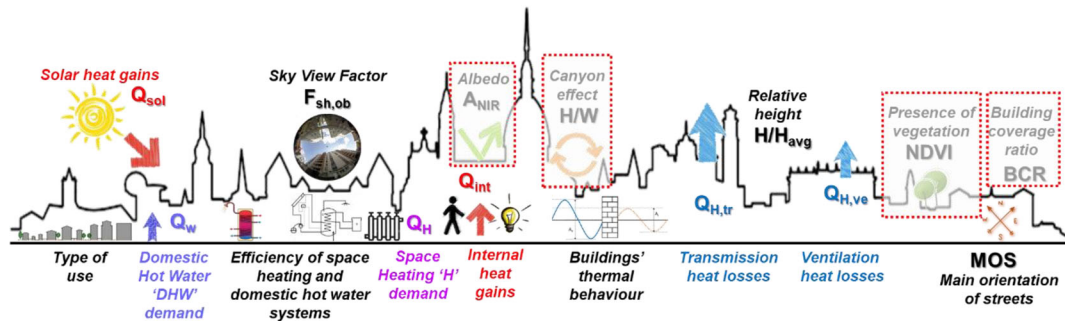 Solar heat gains
Q_sol
Sky View Factor
F_sh,ob
Albedo
A_NIR
Canyon
effect
H/W
Relative
height
H/H_avg
Presence of
vegetation
NDVI
Building
coverage
ratio
BCR
Q_W
Q_H
Q_int
Q_H,tr
Q_H,ve
Type of
use
Domestic
Hot Water
‘DHW’
demand
Efficiency of space
heating and
domestic hot water
systems
Space
Heating ‘H’
demand
Internal
heat
gains
Buildings’
thermal
behaviour
Transmission
heat losses
Ventilation
heat losses
MOS
Main orientation
of streets